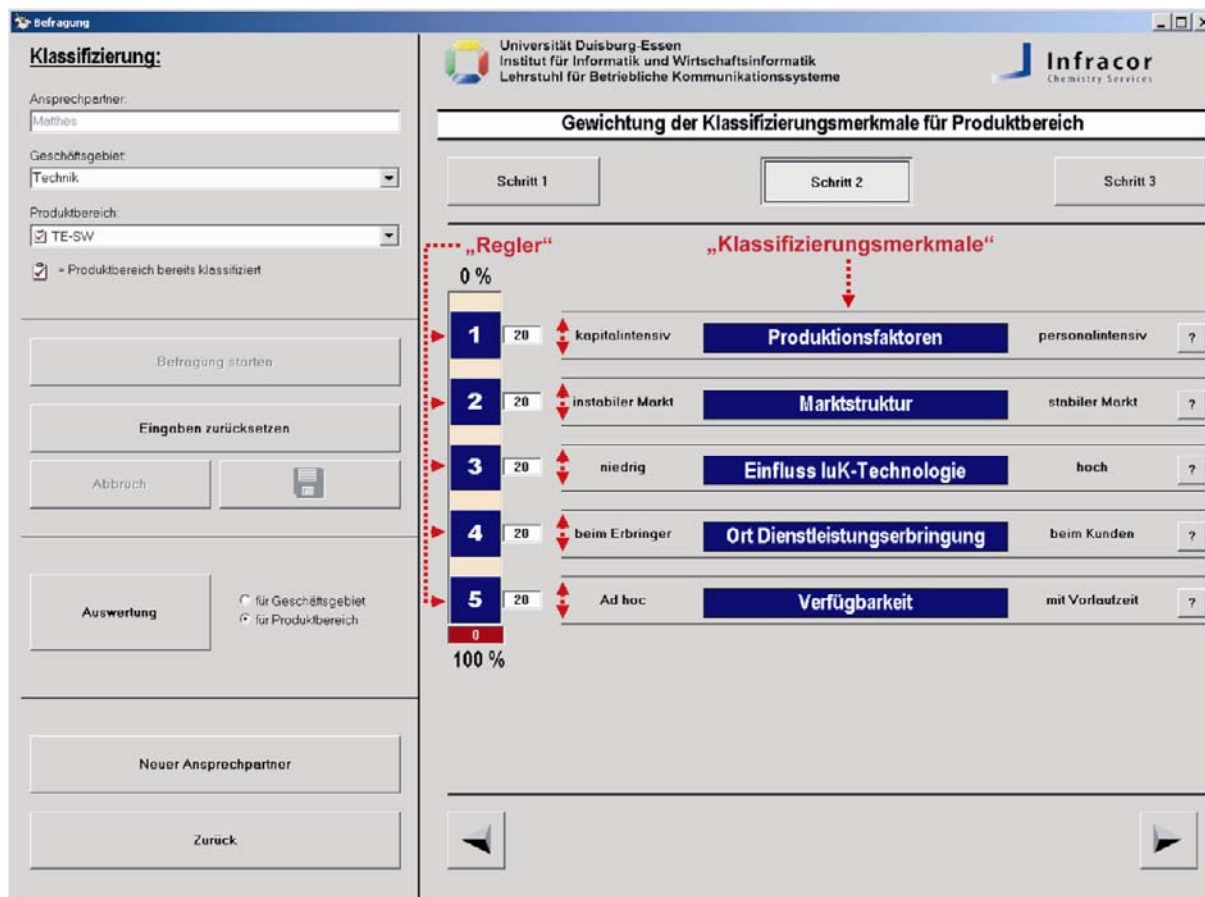 Befragung
Klassifizierung:
Ansprechpartner:
Matthes
Geschäftsgebiet:
Technik
Produktbereich:
TE-SW
= Produktbereich bereits klassifiziert
Befragung starten
Eingaben zurücksetzen
Abbruch
Auswertung
für Geschäftsgebiet
für Produktbereich
Neuer Ansprechpartner
Zurück
Universität Duisburg-Essen
Institut für Informatik und Wirtschaftsinformatik
Lehrstuhl für Betriebliche Kommunikationssysteme
Infracor
Chemistry Services
Gewichtung der Klassifizierungsmerkmale für Produktbereich
Schritt 1 Schritt 2 Schritt 3
„Regler“ „Klassifizierungsmerkmale“
0 %
1 20 kapitalintensiv Produktionsfaktoren personalintensiv ?
2 20 instabiler Markt Marktstruktur stabiler Markt ?
3 20 niedrig Einfluss IuK-Technologie hoch ?
4 20 beim Erbringer Ort Dienstleistungserbringung beim Kunden ?
5 20 Ad hoc Verfügbarkeit mit Vorlaufzeit ?
0
100 %